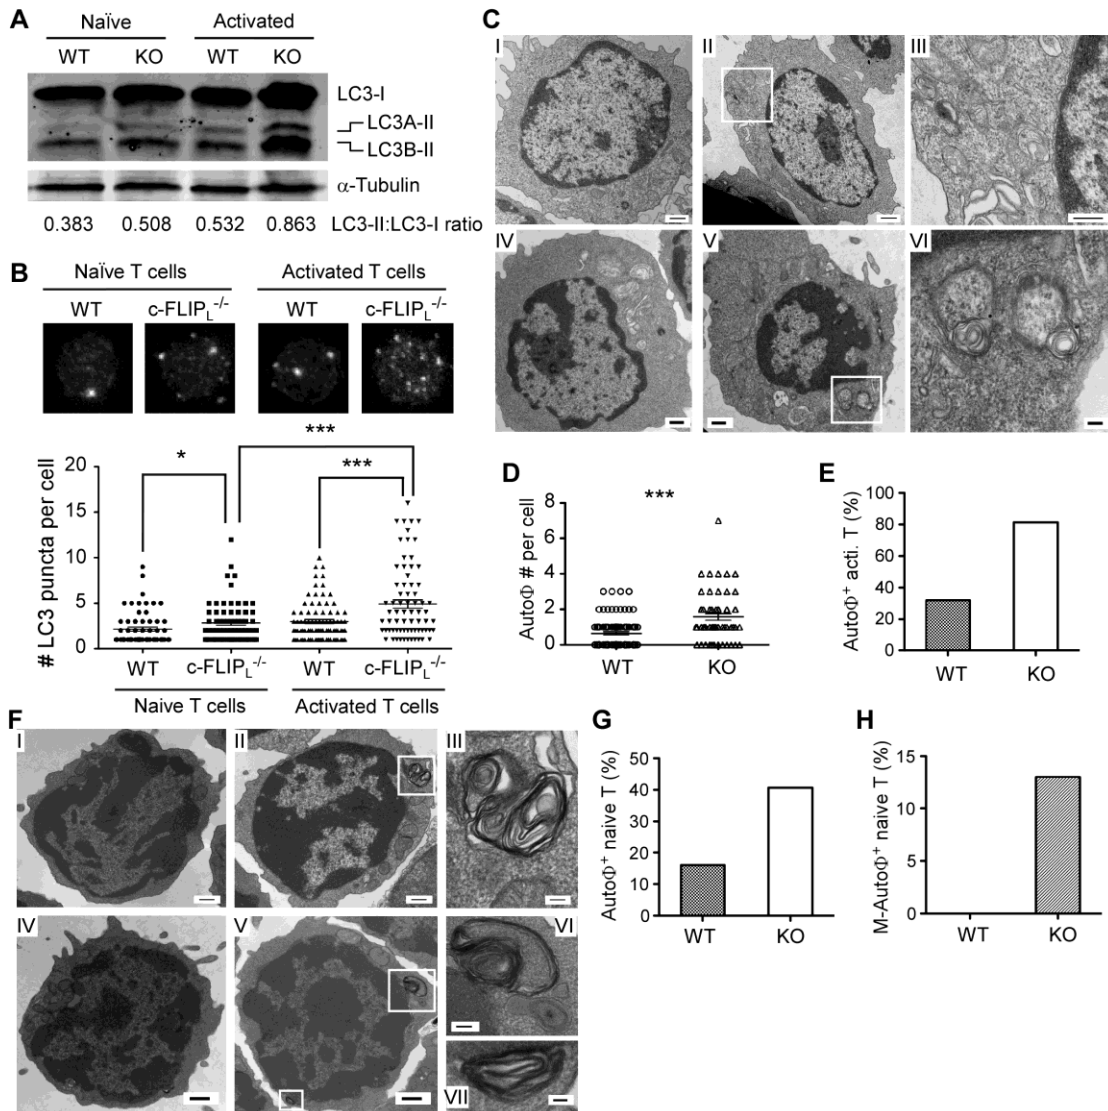 A
Naïve Activated
WT KO WT KO
LC3-I
LC3A-II
LC3B-II
α-Tubulin
0.383 0.508 0.532 0.863 LC3-II:LC3-I ratio
B
Naïve T cells Activated T cells
WT c-FLIPL-/- WT c-FLIPL-/-
***
* ***
# LC3 puncta per cell
20
15
10
5
0
WT c-FLIPL-/- WT c-FLIPL-/-
Naive T cells Activated T cells
C
I II III
IV V VI
D
AutoΦ # per cell
***
8
6
4
2
0
WT KO
E
AutoΦ+ acti. T (%)
100
80
60
40
20
0
WT KO
F
I II III
IV V VI
VII
G
AutoΦ+ naive T (%)
50
40
30
20
10
0
WT KO
H
M-AutoΦ+ naive T (%)
15
10
5
0
WT KO